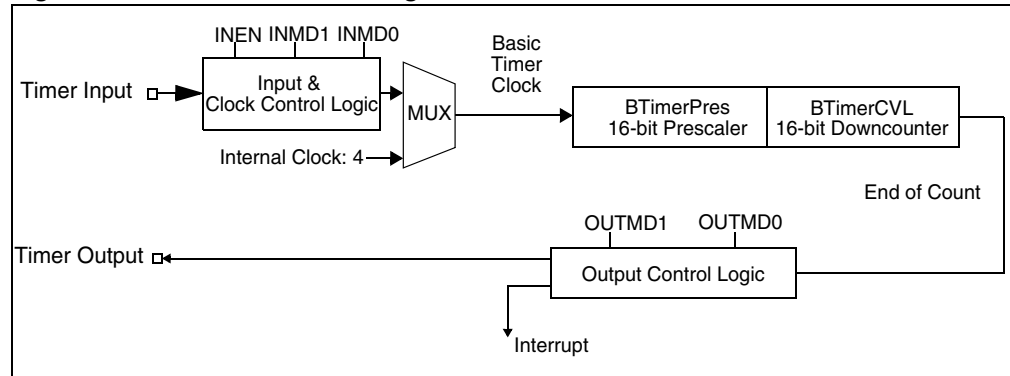 INEN INMD1 INMD0
Basic
Timer
Clock
Timer Input
Input &
Clock Control Logic
MUX
BTimerPres
16-bit Prescaler
BTimerCVL
16-bit Downcounter
Internal Clock: 4
End of Count
OUTMD1 OUTMD0
Timer Output
Output Control Logic
Interrupt